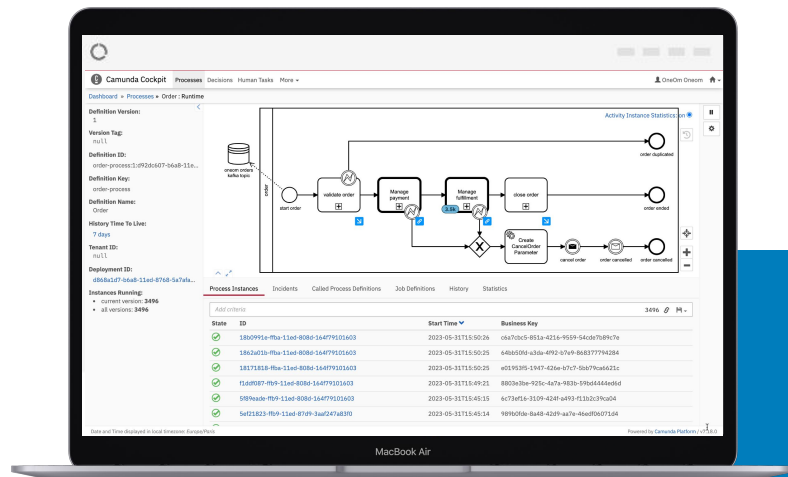 Camunda Cockpit Processes Decisions Human Tasks More OneOm Oneom
Dashboard » Processes » Order : Runtime
Definition Version:
1
Version Tag:
null
Definition ID:
order-process:1:d92dc607-b6a8-11e...
Definition Key:
order-process
Definition Name:
Order
History Time To Live:
7 days
Tenant ID:
null
Deployment ID:
d868a1d7-b6a8-11ed-8768-5a7afa...
Instances Running:
current version: 3496
all versions: 3496
Activity Instance Statistics: on
order duplicated
oneom orders
kafka topic
order
start order
validate order
Manage
payment
Manage
fulfillment
3.5k
close order
order ended
X
Create
CancelOrder
Parameter
cancel order
order cancelled
order cancelled
Process Instances Incidents Called Process Definitions Job Definitions History Statistics
Add criteria 3496
State ID Start Time Business Key
18b0991e-ffba-11ed-808d-164f79101603 2023-05-31T15:50:26 c6a7cbc5-851a-4216-9559-54cde7b89c7e
1862a01b-ffba-11ed-808d-164f79101603 2023-05-31T15:50:25 64bb50fd-a3da-4f92-b7e9-868377794284
18171818-ffba-11ed-808d-164f79101603 2023-05-31T15:50:25 e01953f5-1947-426e-b7c7-5bb79ca6621c
f1ddf087-ffb9-11ed-808d-164f79101603 2023-05-31T15:49:21 8803e3be-925c-4a7a-983b-59bd4444ed6d
5f89eade-ffb9-11ed-808d-164f79101603 2023-05-31T15:45:15 6c73ef16-3109-424f-a493-f11b2c39ca04
5ef21823-ffb9-11ed-87d9-3aaf247a83f0 2023-05-31T15:45:14 989b0fde-8a48-42d9-aa7e-46edf06071d4
Date and Time displayed in local timezone: Europe/Paris Powered by Camunda Platform / v7.18.0
MacBook Air